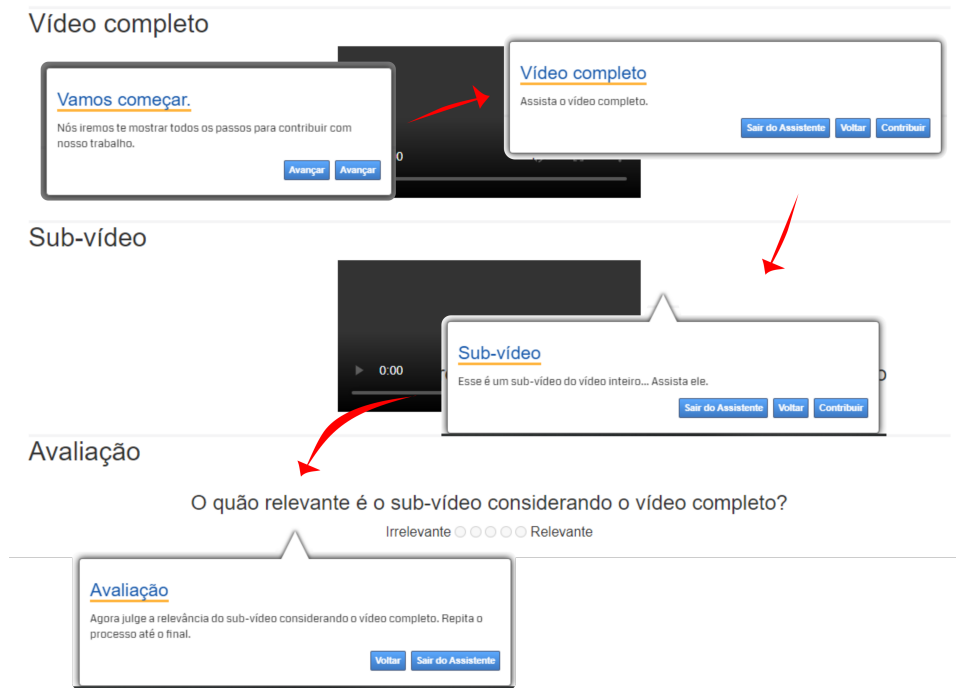 Vídeo completo
Vamos começar.
Nós iremos te mostrar todos os passos para contribuir com
nosso trabalho.
Avançar Avançar
Vídeo completo
Assista o vídeo completo.
Sair do Assistente Voltar Contribuir
Sub-vídeo
0:00
Sub-vídeo
Esse é um sub-vídeo do vídeo inteiro... Assista ele.
Sair do Assistente Voltar Contribuir
Avaliação
O quão relevante é o sub-vídeo considerando o vídeo completo?
Irrelevante Relevante
Avaliação
Agora julge a relevância do sub-vídeo considerando o vídeo completo. Repita o
processo até o final.
Voltar Sair do Assistente